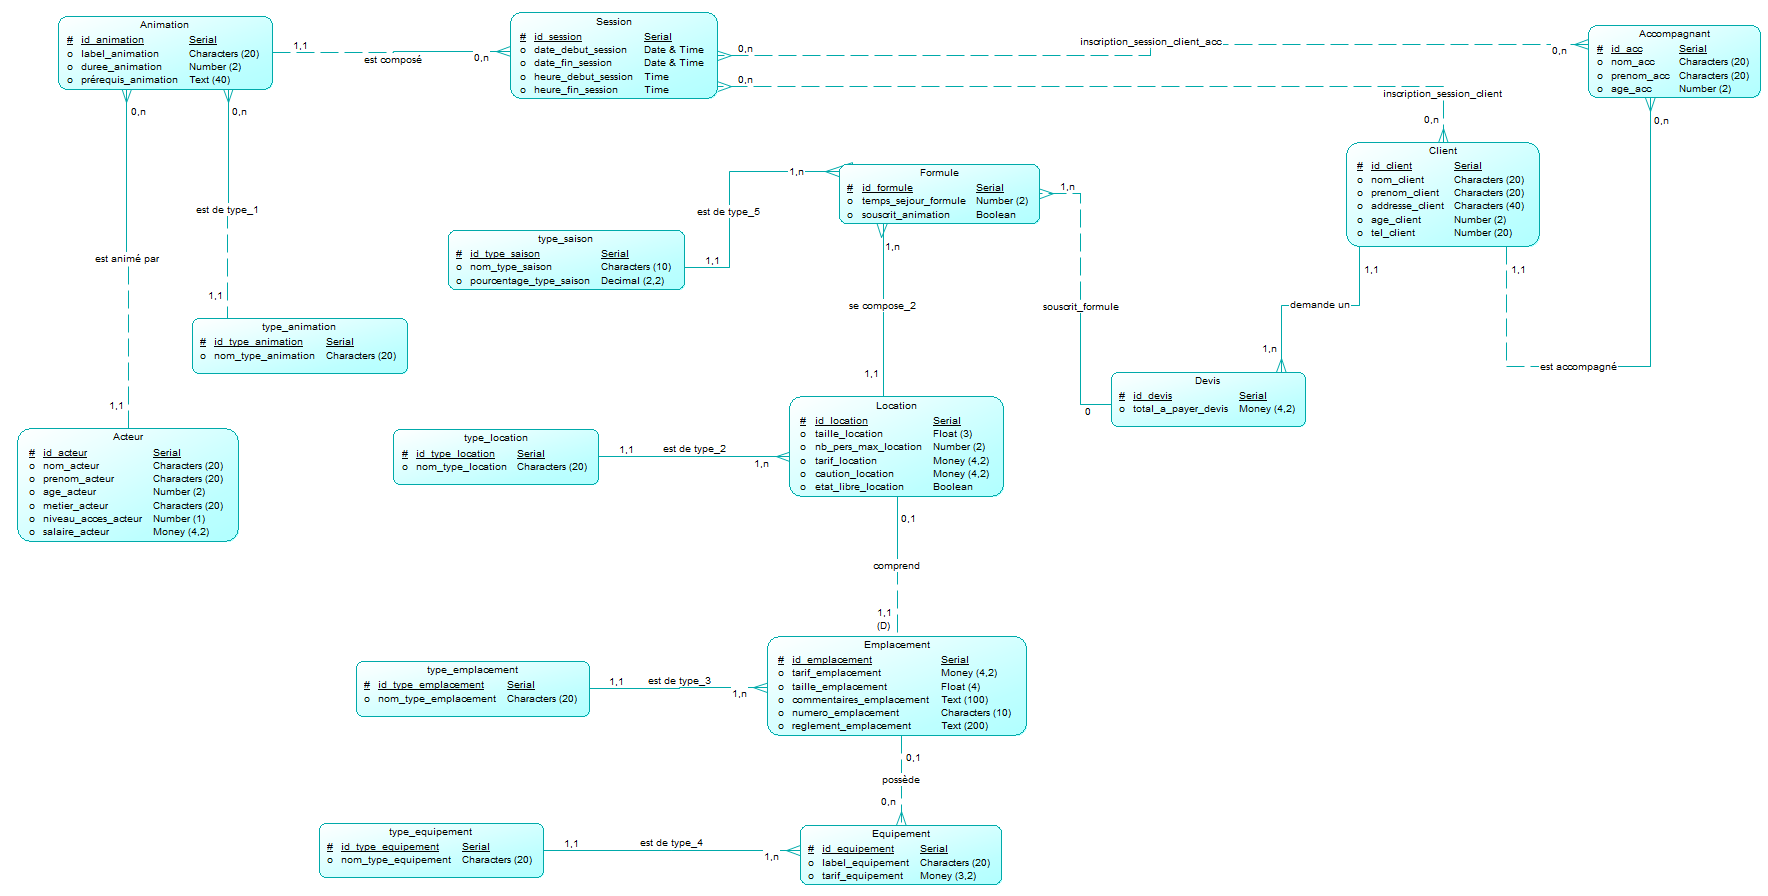 Animation
# id_animation Serial
o label_animation Characters (20)
o duree_animation Number (2)
o prérequis_animation Text (40)
1,1
est composé
0,n
Session
# id_session Serial
o date_debut_session Date & Time
o date_fin_session Date & Time
o heure_debut_session Time
o heure_fin_session Time
0,n
inscription_session_client_acc
0,n
0,n
inscription_session_client
0,n
Accompagnant
# id_acc Serial
o nom_acc Characters (20)
o prenom_acc Characters (20)
o age_acc Number (2)
0,n
Client
# id_client Serial
o nom_client Characters (20)
o prenom_client Characters (20)
o addresse_client Characters (40)
o age_client Number (2)
o tel_client Number (20)
1,1
1,1
est accompagné
demande un
1,n
0,n
0,n
est de type_1
est animé par
1,1
1,1
type_animation
# id_type_animation Serial
o nom_type_animation Characters (20)
Acteur
# id_acteur Serial
o nom_acteur Characters (20)
o prenom_acteur Characters (20)
o age_acteur Number (2)
o metier_acteur Characters (20)
o niveau_acces_acteur Number (1)
o salaire_acteur Money (4,2)
1,n
est de type_5
1,1
type_saison
# id_type_saison Serial
o nom_type_saison Characters (10)
o pourcentage_type_saison Decimal (2,2)
Formule
# id_formule Serial
o temps_sejour_formule Number (2)
o souscrit_animation Boolean
1,n
souscrit_formule
0
1,n
se compose_2
1,1
Devis
# id_devis Serial
o total_a_payer_devis Money (4,2)
type_location
# id_type_location Serial
o nom_type_location Characters (20)
1,1
est de type_2
1,n
Location
# id_location Serial
o taille_location Float (3)
o nb_pers_max_location Number (2)
o tarif_location Money (4,2)
o caution_location Money (4,2)
o etat_libre_location Boolean
0,1
comprend
1,1
(D)
type_emplacement
# id_type_emplacement Serial
o nom_type_emplacement Characters (20)
1,1
est de type_3
1,n
Emplacement
# id_emplacement Serial
o tarif_emplacement Money (4,2)
o taille_emplacement Float (4)
o commentaires_emplacement Text (100)
o numero_emplacement Characters (10)
o reglement_emplacement Text (200)
0,1
possède
0,n
type_equipement
# id_type_equipement Serial
o nom_type_equipement Characters (20)
1,1
est de type_4
1,n
Equipement
# id_equipement Serial
o label_equipement Characters (20)
o tarif_equipement Money (3,2)